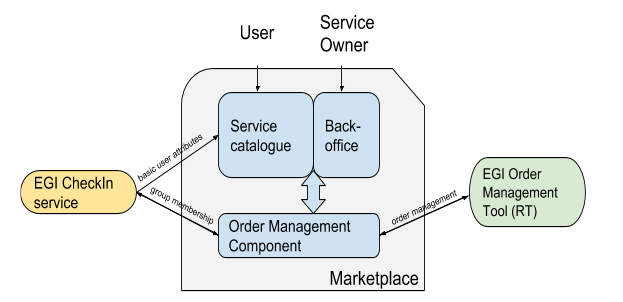 User
Service
Owner
Service
catalogue
Back-
office
basic user attributes
EGI CheckIn
service
group membership
EGI Order
Management
Tool (RT)
order management
Order Management
Component
Marketplace